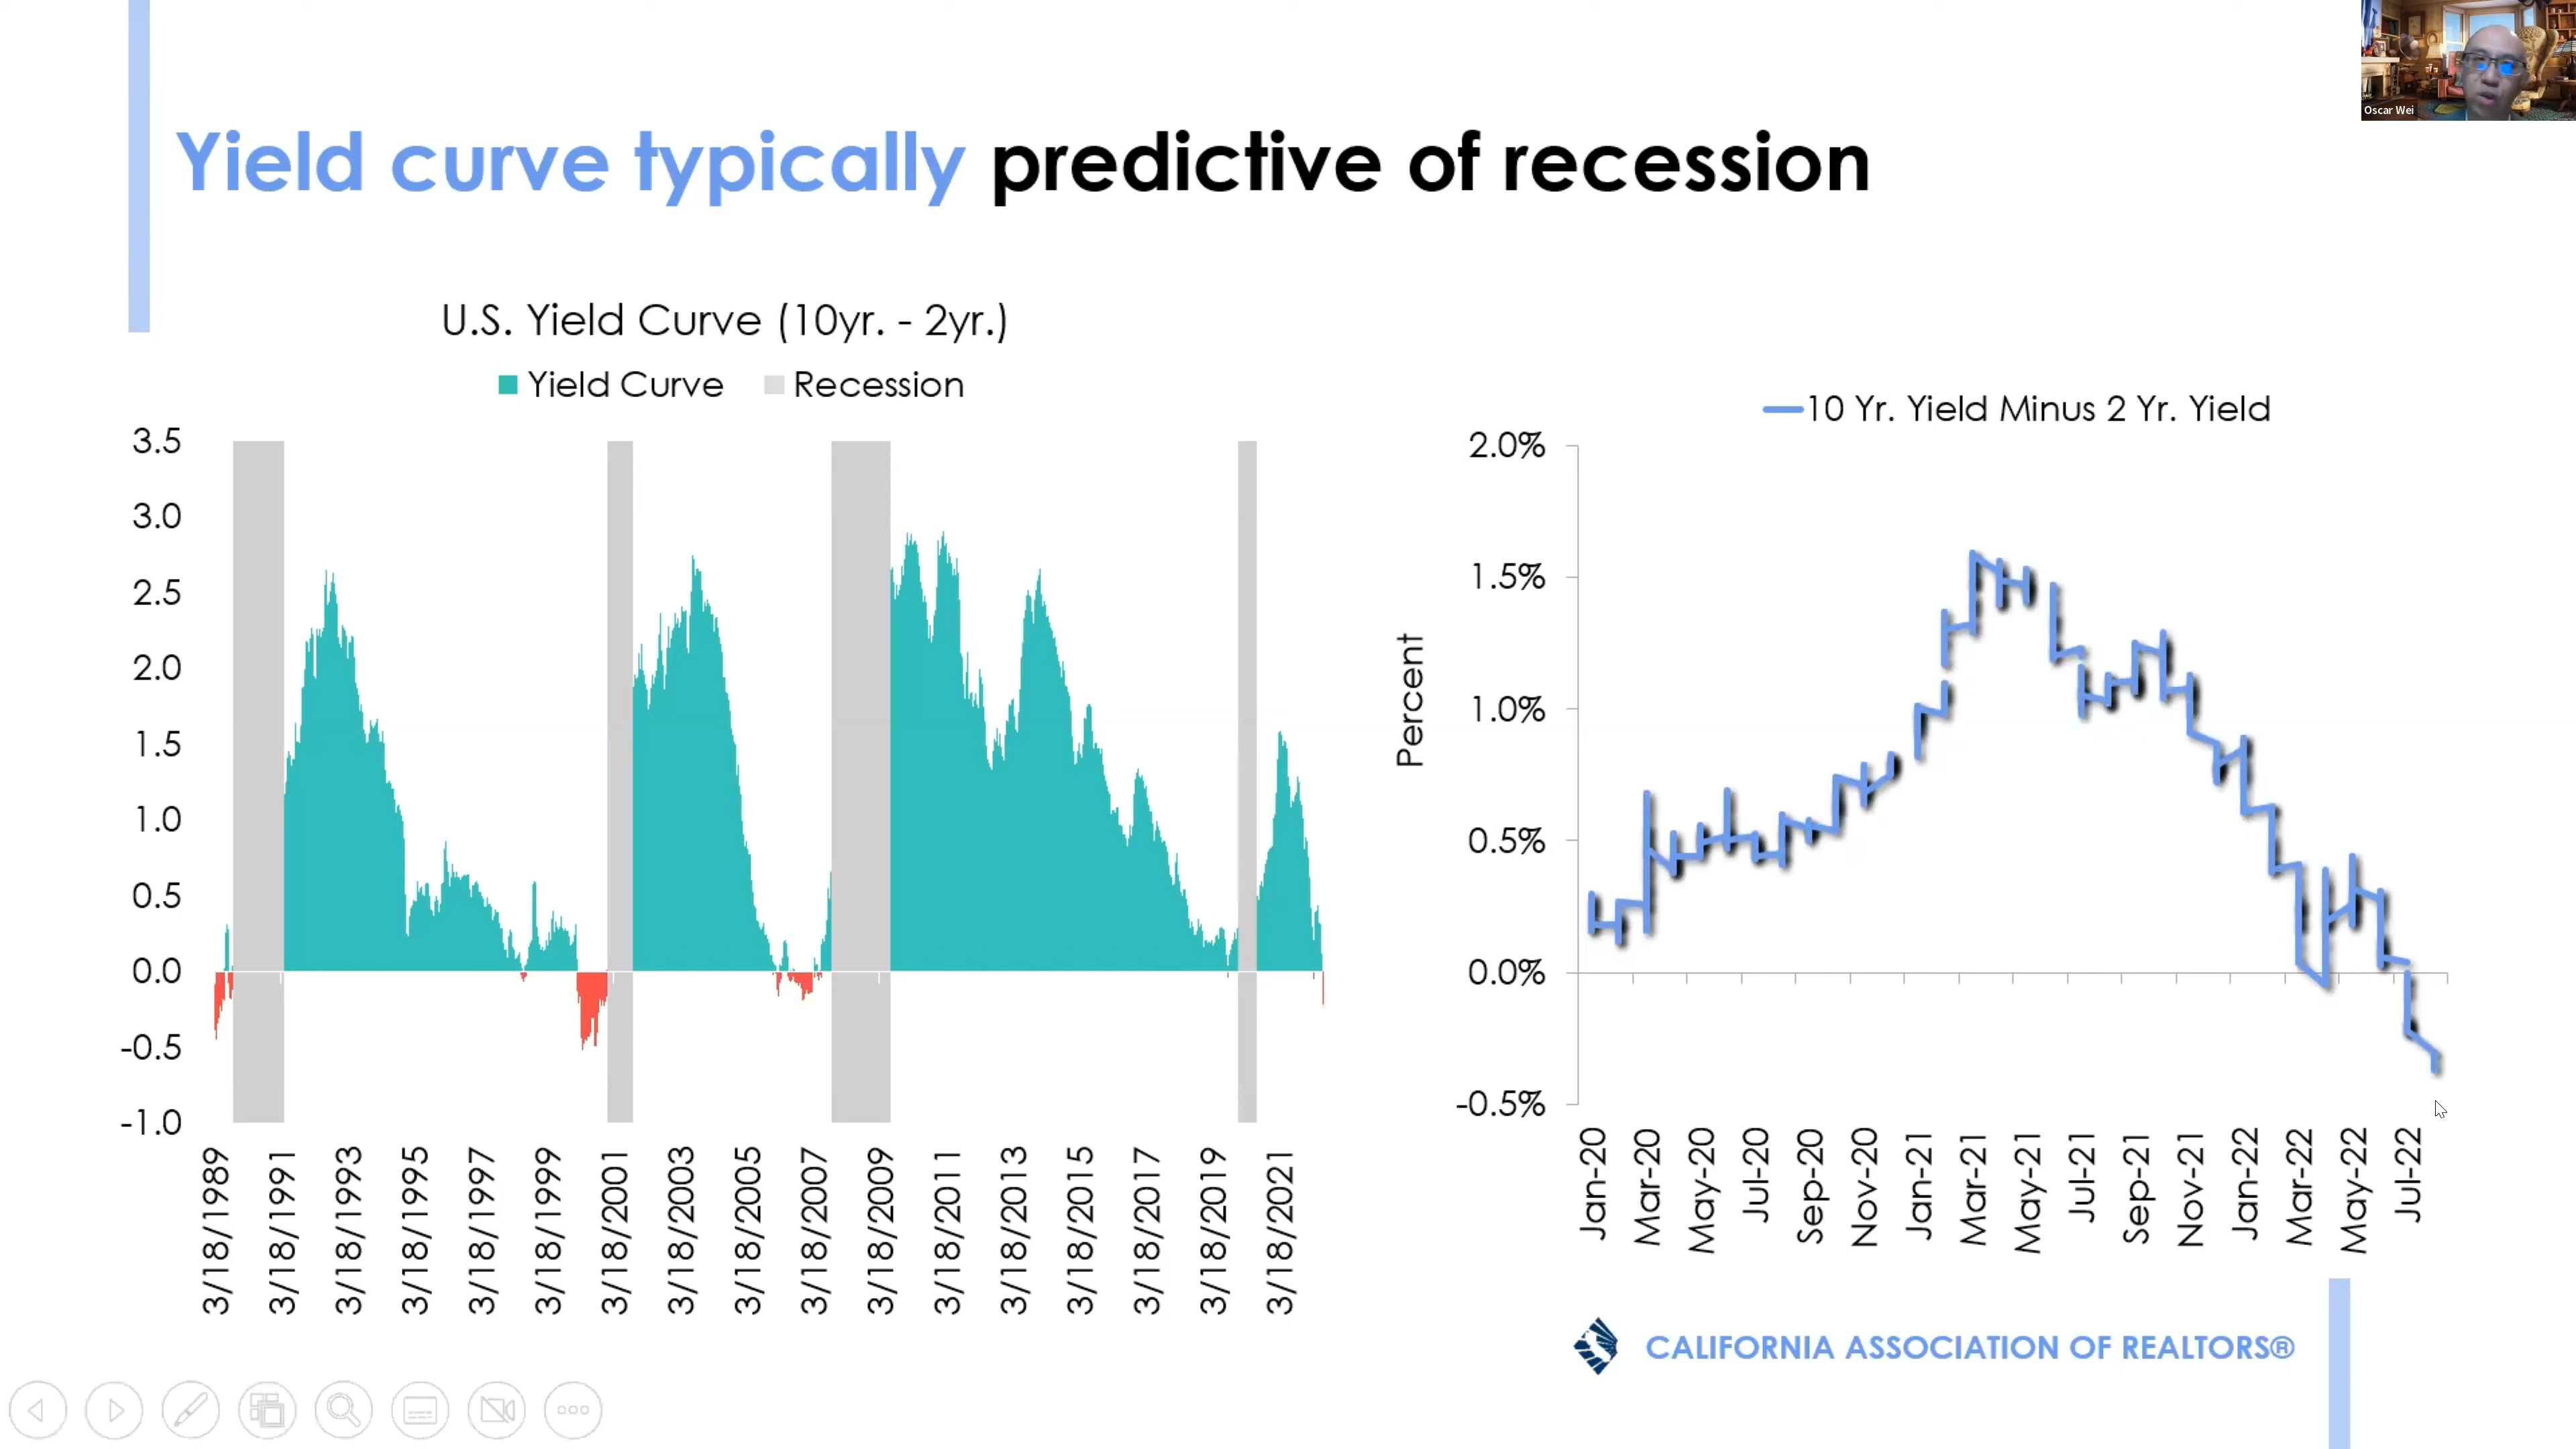 Oscar Wei
Yield curve typically predictive of recession
U.S. Yield Curve (10yr. - 2yr.)
Yield Curve Recession
3.5
3.0
2.5
2.0
1.5
1.0
0.5
0.0
-0.5
-1.0
3/18/1989
3/18/1991
3/18/1993
3/18/1995
3/18/1997
3/18/1999
3/18/2001
3/18/2003
3/18/2005
3/18/2007
3/18/2009
3/18/2011
3/18/2013
3/18/2015
3/18/2017
3/18/2019
3/18/2021
10 Yr. Yield Minus 2 Yr. Yield
Percent
2.0%
1.5%
1.0%
0.5%
0.0%
-0.5%
Jan-20
Mar-20
May-20
Jul-20
Sep-20
Nov-20
Jan-21
Mar-21
May-21
Jul-21
Sep-21
Nov-21
Jan-22
Mar-22
May-22
Jul-22
CALIFORNIA ASSOCIATION OF REALTORS®